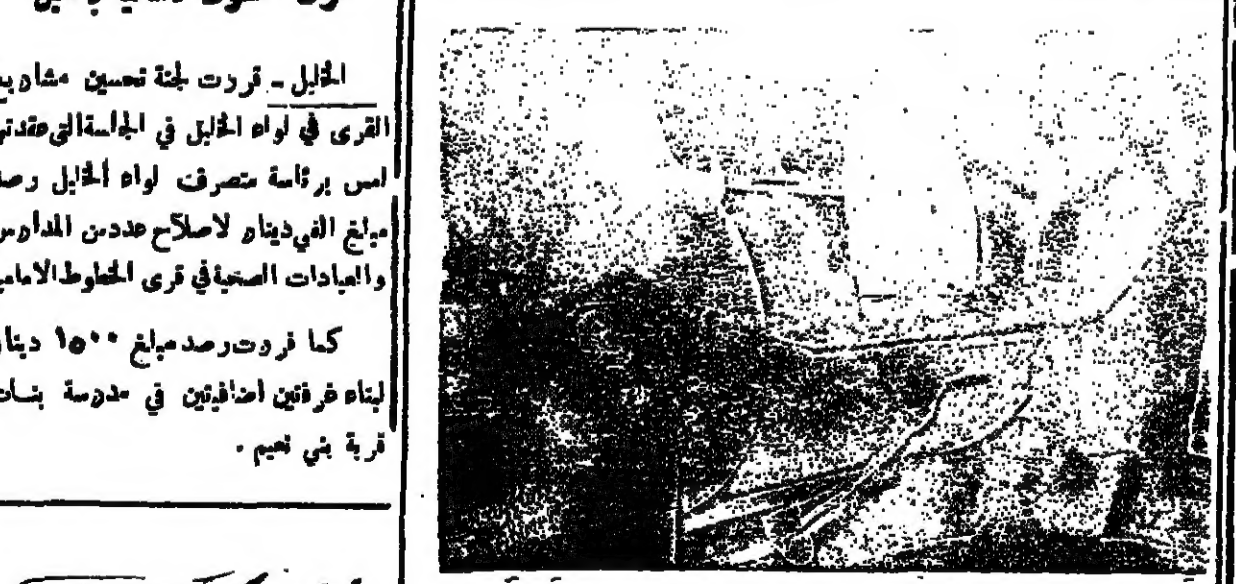 الخليل - قررت لجنة تحسين مشاريع
القرى في لواء الخليل في الجلسة التي عقدتها
امس برئاسة متصرف لواء الخليل رصد
مبلغ الفي دينار لاصلاح عدد من المدارس
والعيادات الصحية في قرى الخطوط الامامية
كما قررت رصد مبلغ ١٥٠٠ دينار
لبناء غرفتين اضافيتين في مدرسة بنات
قرية بني نعيم .